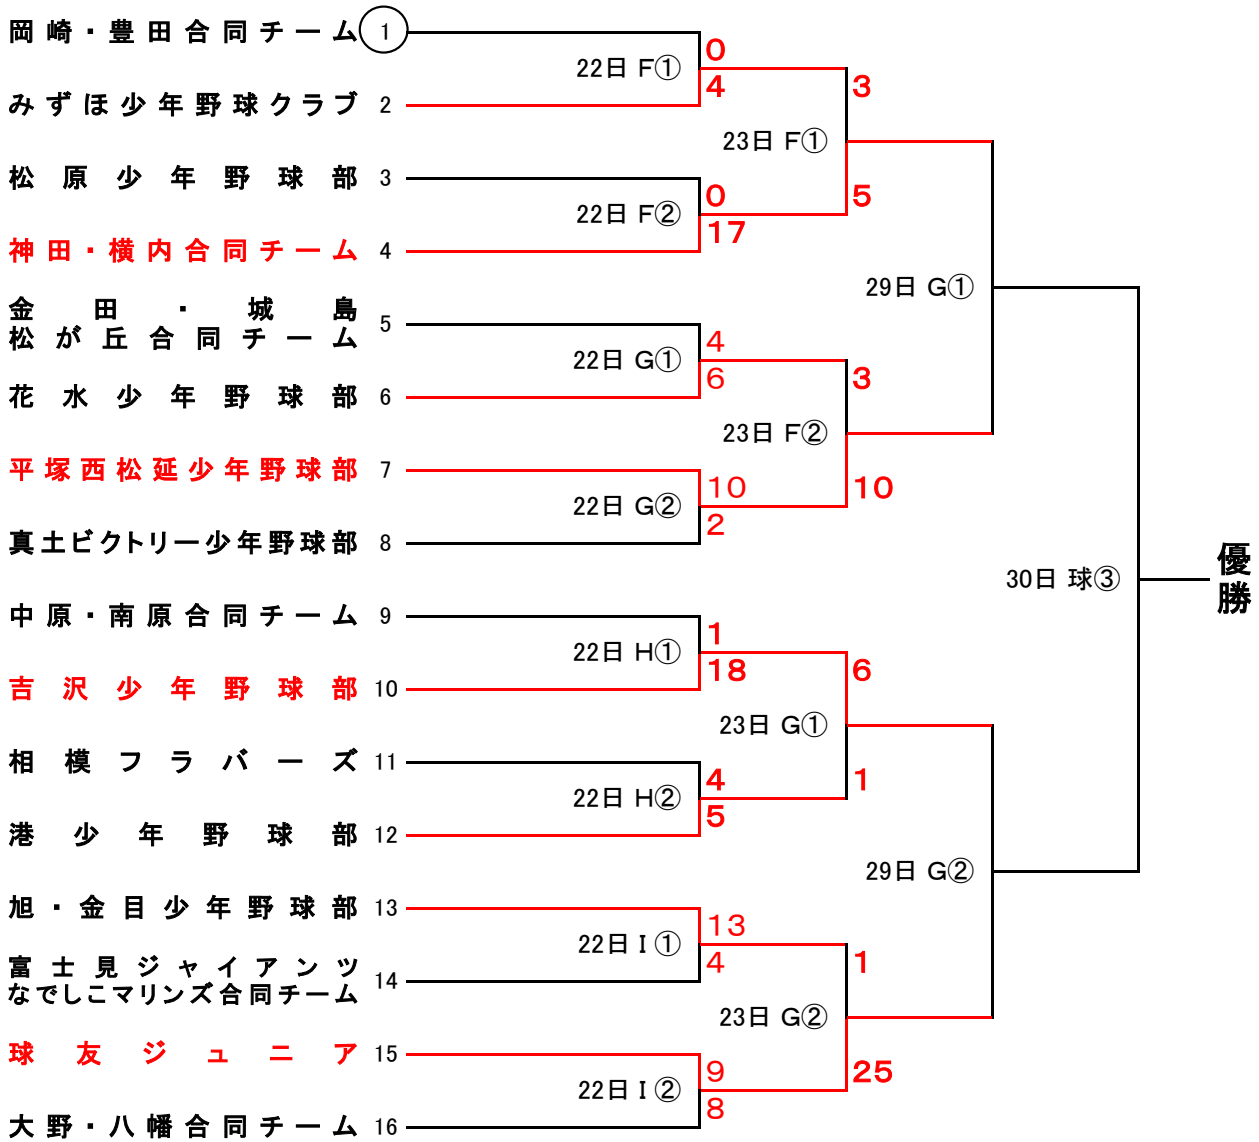 岡崎・豊田合同チーム 1
0
22日 F①
4
3
みずほ少年野球クラブ 2
23日 F①
松原少年野球部 3
0
5
22日 F②
17
神田・横内合同チーム 4
29日 G①
金田・城島
松が丘合同チーム 5
4
22日 G①
6
3
花水少年野球部 6
23日 F②
平塚西松延少年野球部 7
10
10
22日 G②
2
真土ビクトリー少年野球部 8
30日 球③
優勝
中原・南原合同チーム 9
1
22日 H①
18
6
吉沢少年野球部 10
23日 G①
相模フラバーズ 11
4
1
22日 H②
5
港少年野球部 12
29日 G②
旭・金目少年野球部 13
13
22日 I①
4
1
富士見ジャイアンツ
なでしこマリンズ合同チーム 14
23日 G②
球友ジュニア 15
9
25
22日 I②
8
大野・八幡合同チーム 16